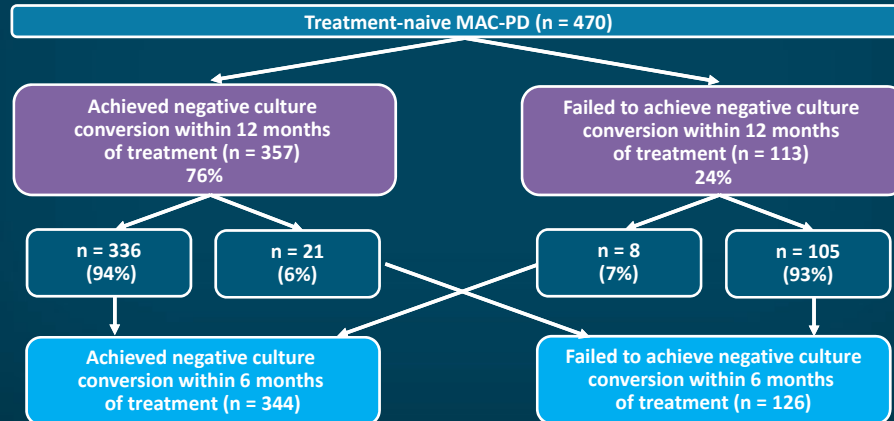 Treatment-naive MAC-PD (n = 470)
Achieved negative culture
conversion within 12 months
of treatment (n = 357)
76%
Failed to achieve negative culture
conversion within 12 months
of treatment (n = 113)
24%
n = 336
(94%)
n = 21
(6%)
n = 8
(7%)
n = 105
(93%)
Achieved negative culture
conversion within 6 months
of treatment (n = 344)
Failed to achieve negative culture
conversion within 6 months
of treatment (n = 126)